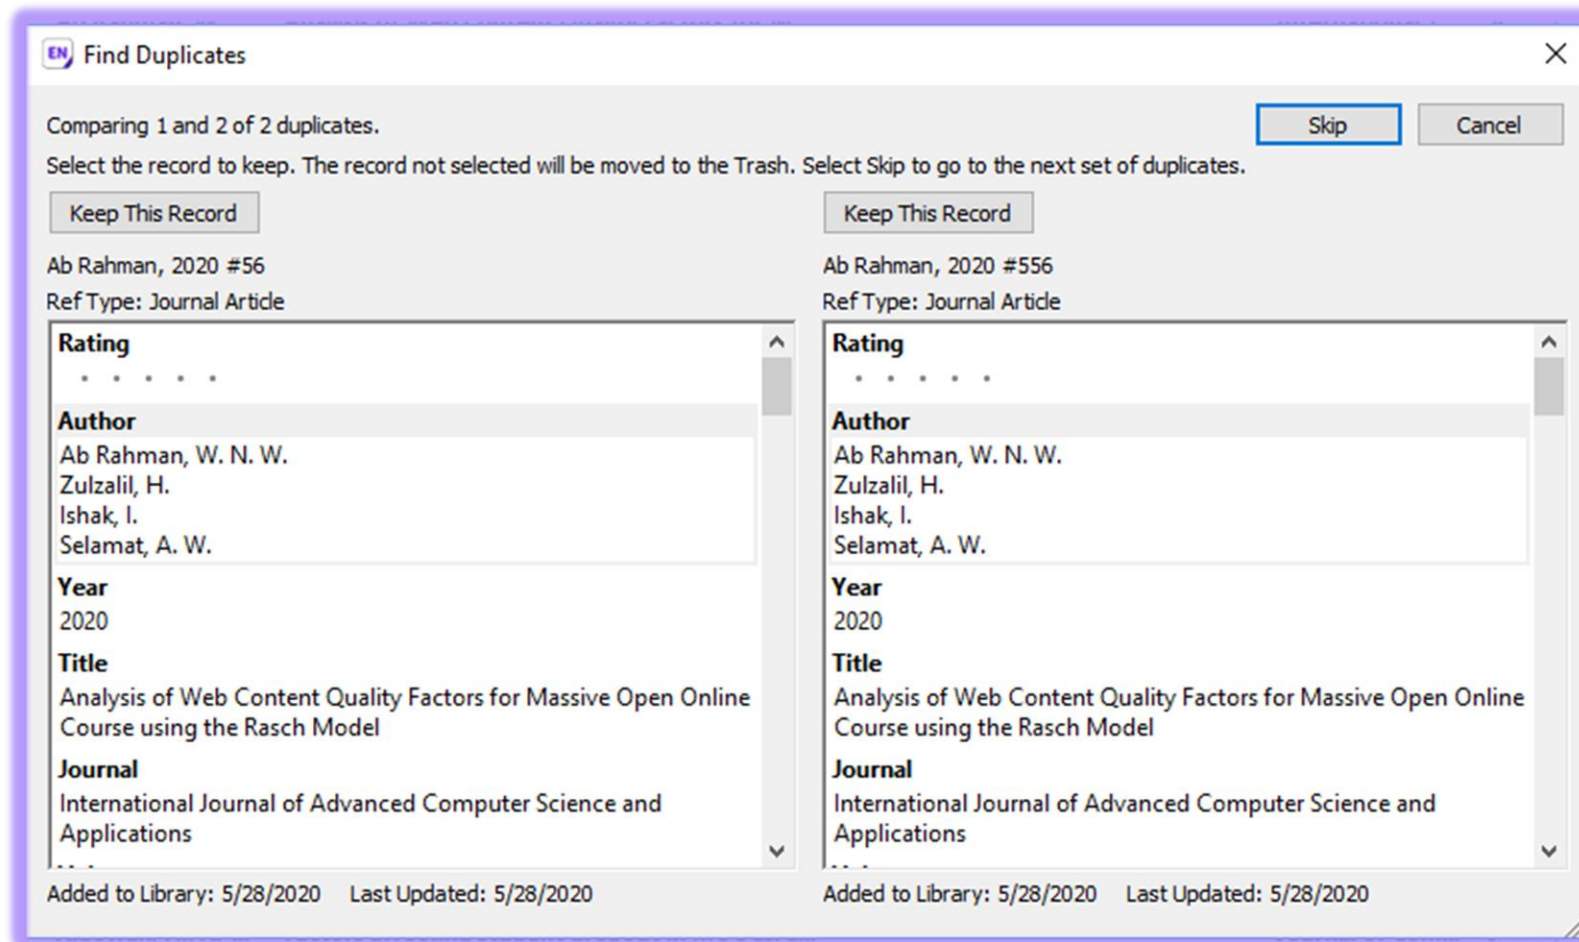 EN
Find Duplicates
Comparing 1 and 2 of 2 duplicates.
Skip
Cancel
Select the record to keep. The record not selected will be moved to the Trash. Select Skip to go to the next set of duplicates.
Keep This Record
Ab Rahman, 2020 #56
Ref Type: Journal Article
Rating
Author
Ab Rahman, W. N. W.
Zulzalil, H.
Ishak, I.
Selamat, A. W.
Year
2020
Title
Analysis of Web Content Quality Factors for Massive Open Online
Course using the Rasch Model
Journal
International Journal of Advanced Computer Science and
Applications
Added to Library: 5/28/2020 Last Updated: 5/28/2020
Keep This Record
Ab Rahman, 2020 #556
Ref Type: Journal Article
Rating
Author
Ab Rahman, W. N. W.
Zulzalil, H.
Ishak, I.
Selamat, A. W.
Year
2020
Title
Analysis of Web Content Quality Factors for Massive Open Online
Course using the Rasch Model
Journal
International Journal of Advanced Computer Science and
Applications
Added to Library: 5/28/2020 Last Updated: 5/28/2020